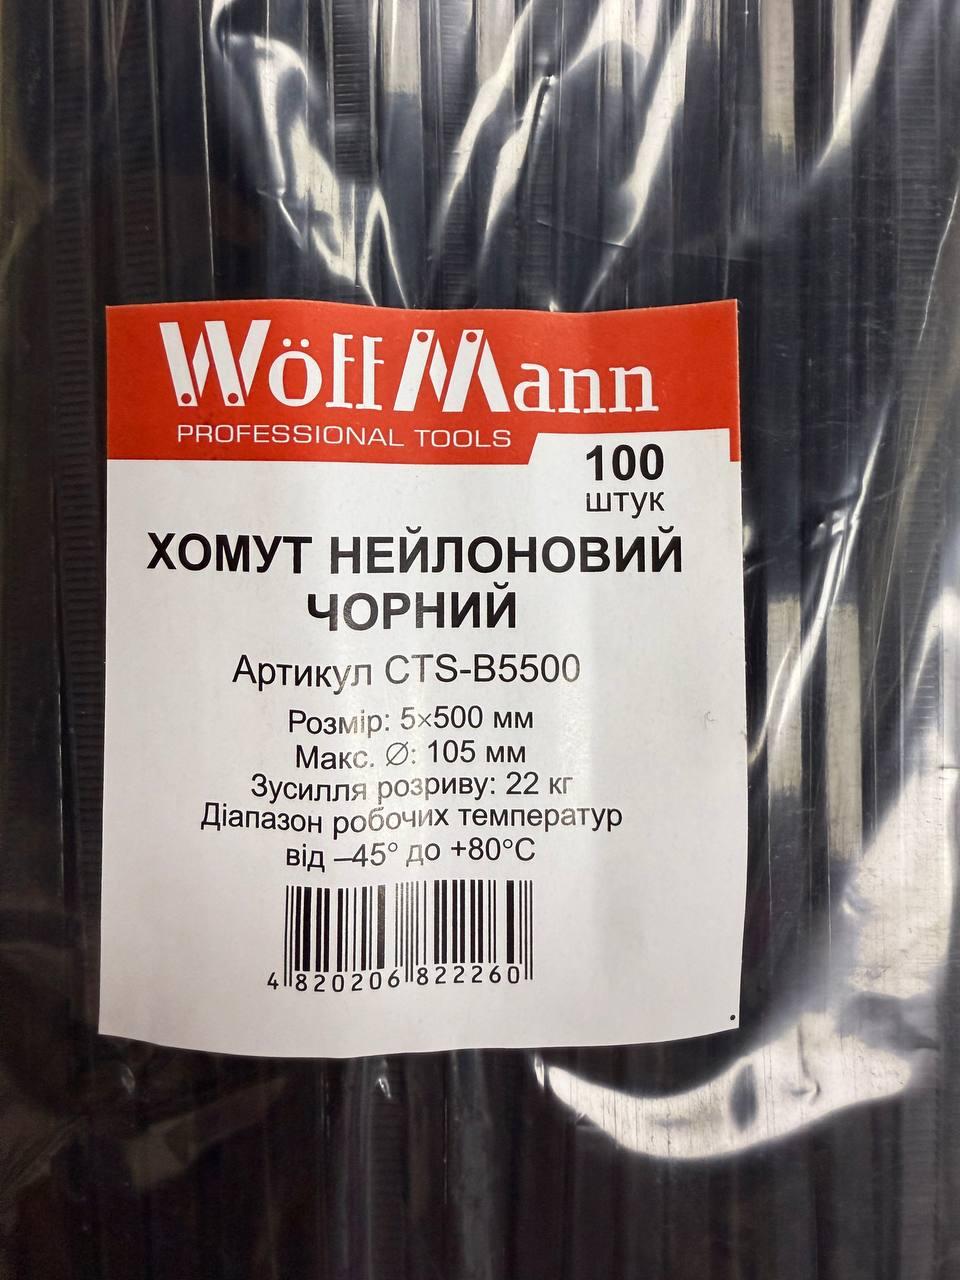 WöffMann
PROFESSIONAL TOOLS
100
штук
ХОМУТ НЕЙЛОНОВИЙ
ЧОРНИЙ
Артикул CTS-B5500
Розмір: 5×500 мм
Макс. Ø: 105 мм
Зусилля розриву: 22 кг
Діапазон робочих температур
від –45° до +80°C
4 820206 822260